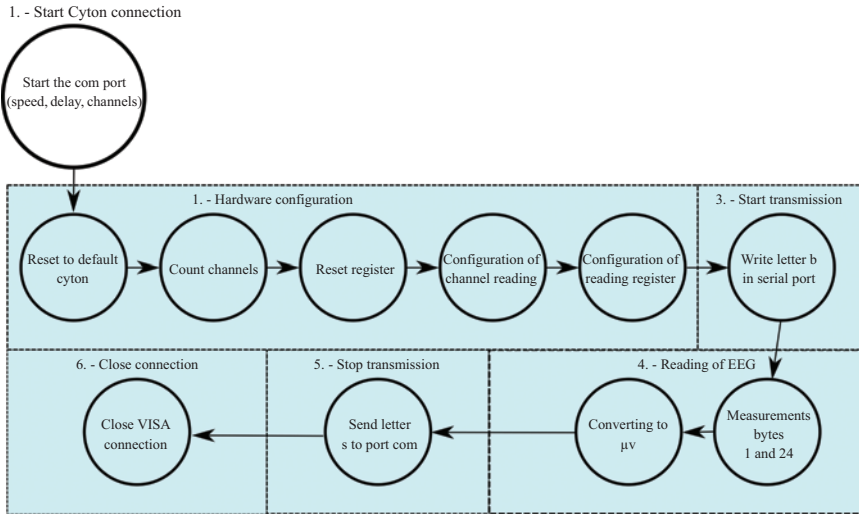 1. - Start Cyton connection
Start the com port
(speed, delay, channels)
1. - Hardware configuration
3. - Start transmission
Reset to default
cyton
Count channels
Reset register
Configuration of
channel reading
Configuration of
reading register
Write letter b
in serial port
6. - Close connection
5. - Stop transmission
4. - Reading of EEG
Close VISA
connection
Send letter
s to port com
Converting to
μv
Measurements
bytes
1 and 24